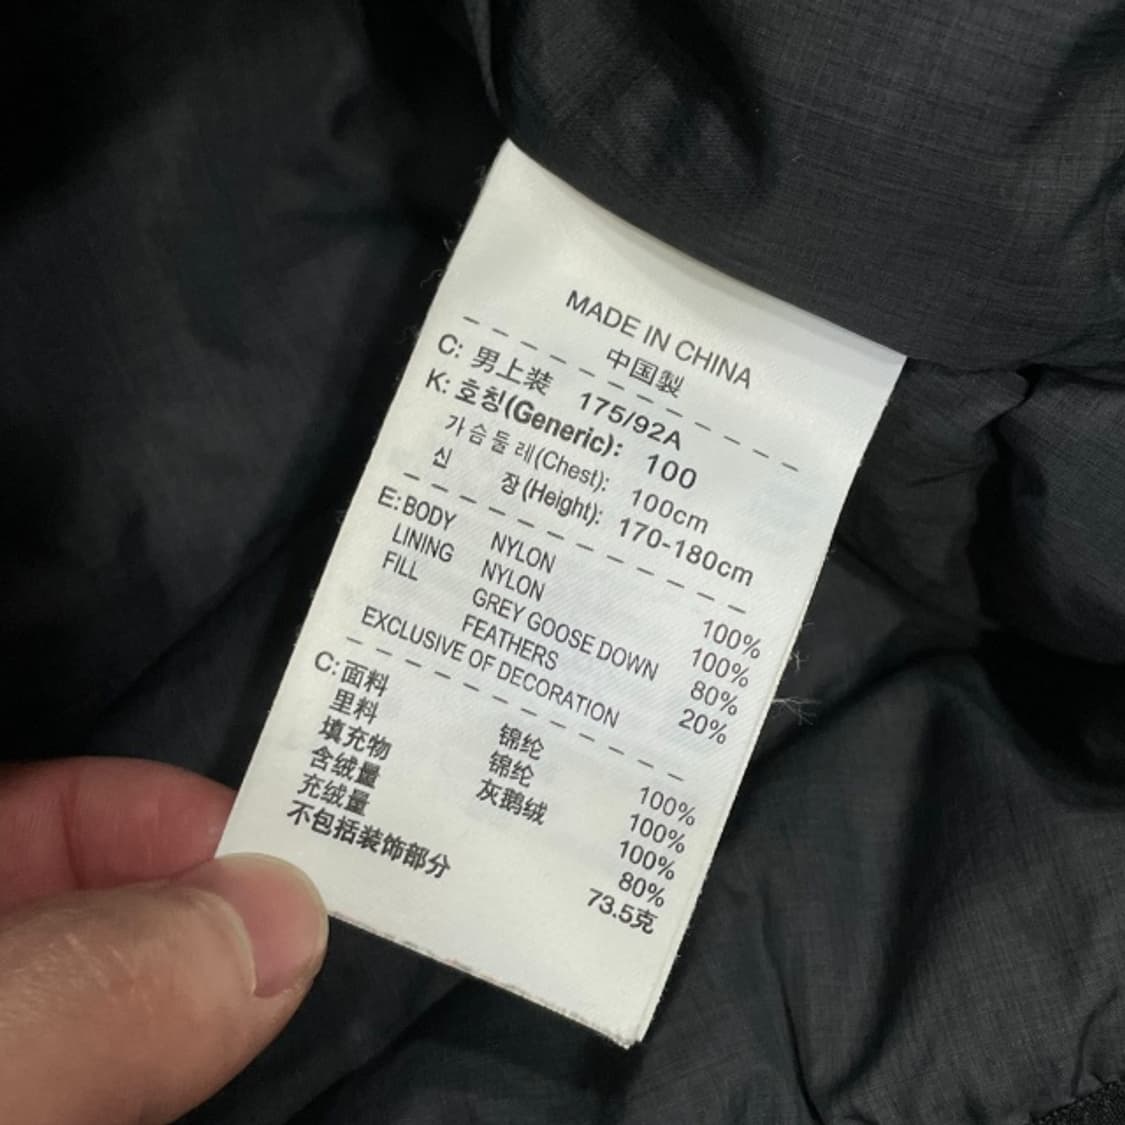 MADE IN CHINA
中国製
C: 男上装 175/92A
K: 호칭(Generic): 100
가슴둘레(Chest): 100cm
신 장(Height): 170-180cm
E: BODY NYLON 100%
LINING NYLON 100%
FILL GREY GOOSE DOWN 80%
FEATHERS 20%
EXCLUSIVE OF DECORATION
C: 面料 锦纶 100%
里料 锦纶 100%
填充物 灰鹅绒 100%
含绒量 80%
充绒量 73.5克
不包括装饰部分